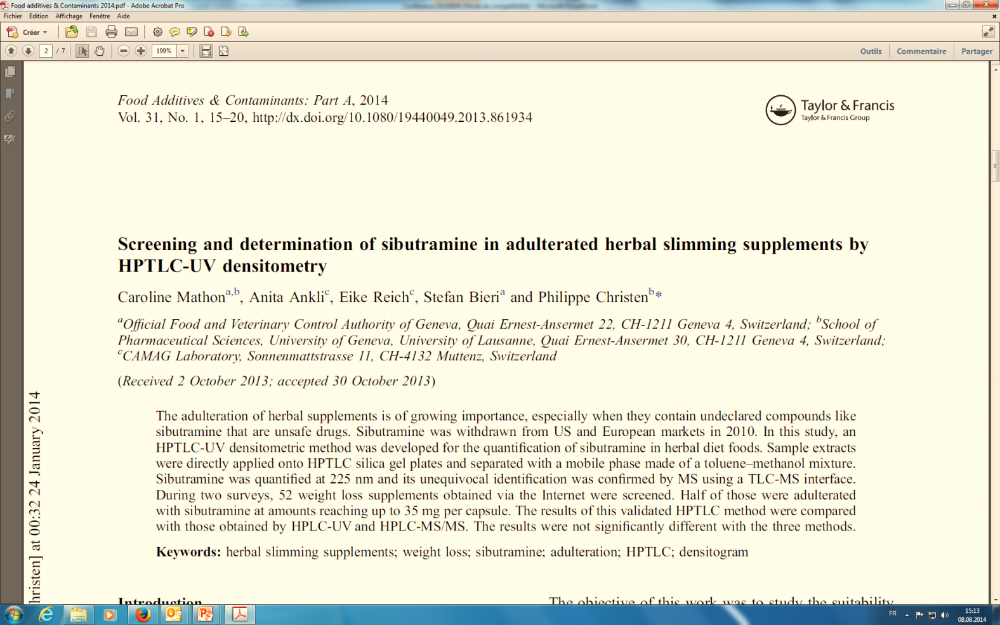 Food additives & Contaminants 2014.pdf - Adobe Acrobat Pro
Fichier Edition Affichage Fenêtre Aide
Créer
2 / 7 199% Outils Commentaire Partager
Food Additives & Contaminants: Part A, 2014
Vol. 31, No. 1, 15–20, http://dx.doi.org/10.1080/19440049.2013.861934
Taylor & Francis
Taylor & Francis Group
Screening and determination of sibutramine in adulterated herbal slimming supplements by
HPTLC-UV densitometry
Caroline Mathona,b, Anita Anklic, Eike Reichc, Stefan Bieria and Philippe Christenb*
aOfficial Food and Veterinary Control Authority of Geneva, Quai Ernest-Ansermet 22, CH-1211 Geneva 4, Switzerland; bSchool of
Pharmaceutical Sciences, University of Geneva, University of Lausanne, Quai Ernest-Ansermet 30, CH-1211 Geneva 4, Switzerland;
cCAMAG Laboratory, Sonnenmattstrasse 11, CH-4132 Muttenz, Switzerland
(Received 2 October 2013; accepted 30 October 2013)
The adulteration of herbal supplements is of growing importance, especially when they contain undeclared compounds like
sibutramine that are unsafe drugs. Sibutramine was withdrawn from US and European markets in 2010. In this study, an
HPTLC-UV densitometric method was developed for the quantification of sibutramine in herbal diet foods. Sample extracts
were directly applied onto HPTLC silica gel plates and separated with a mobile phase made of a toluene–methanol mixture.
Sibutramine was quantified at 225 nm and its unequivocal identification was confirmed by MS using a TLC-MS interface.
During two surveys, 52 weight loss supplements obtained via the Internet were screened. Half of those were adulterated
with sibutramine at amounts reaching up to 35 mg per capsule. The results of this validated HPTLC method were compared
with those obtained by HPLC-UV and HPLC-MS/MS. The results were not significantly different with the three methods.
Keywords: herbal slimming supplements; weight loss; sibutramine; adulteration; HPTLC; densitogram
hristen] at 00:32 24 January 2014
Introduction
The objective of this work was to study the suitability
FR
15:13
08.08.2014